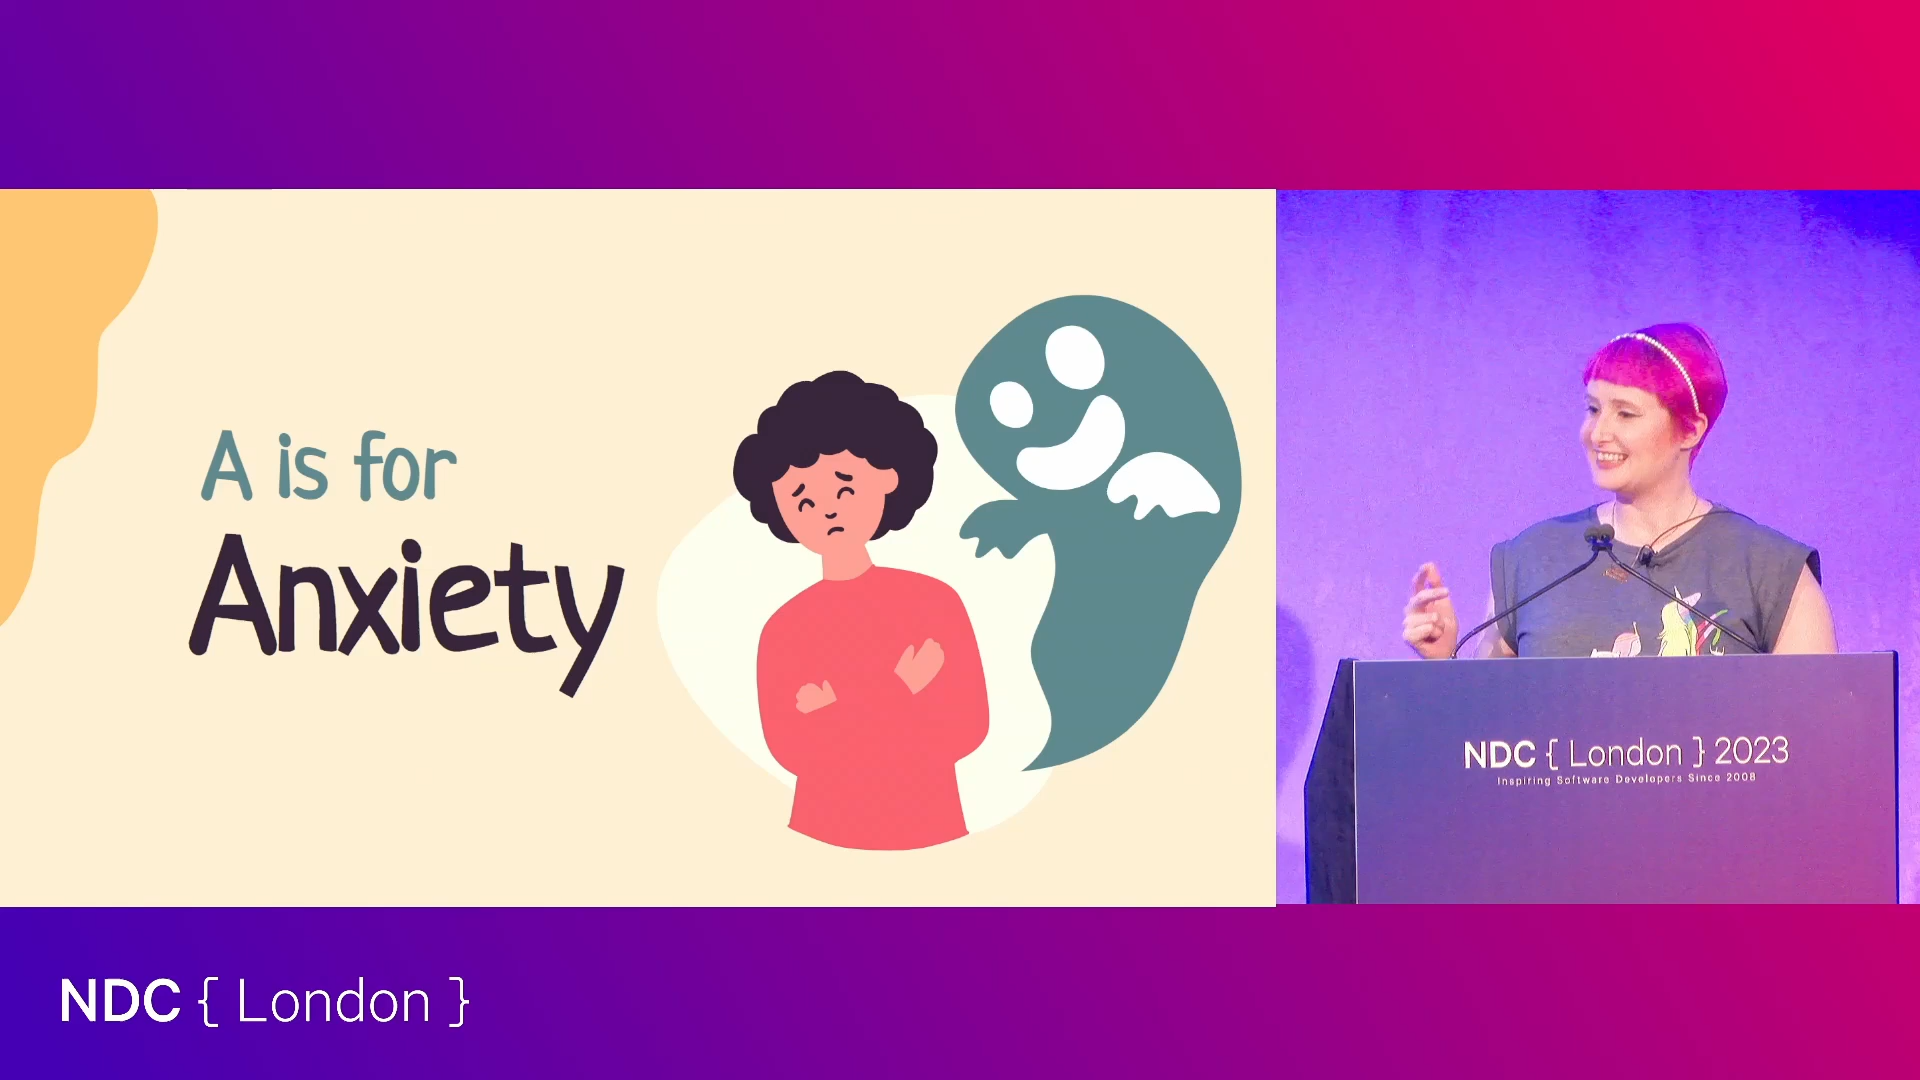 A is for
Anxiety
NDC { London } 2023
Inspiring Software Developers Since 2008
NDC { London }